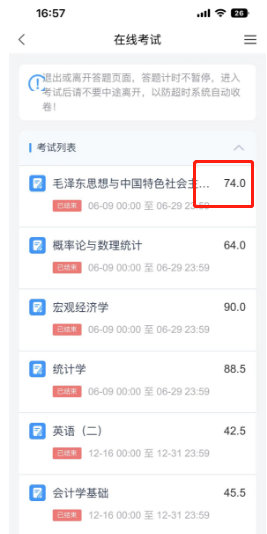 16:57
26
在线考试
退出或离开答题页面，答题计时不暂停，进入
考试后请不要中途离开，以防超时系统自动收
卷！
考试列表
毛泽东思想与中国特色社会主... 74.0
已结束 06-09 00:00 至 06-29 23:59
概率论与数理统计 64.0
已结束 06-09 00:00 至 06-29 23:59
宏观经济学 90.0
已结束 06-09 00:00 至 06-29 23:59
统计学 88.5
已结束 06-09 00:00 至 06-29 23:59
英语（二） 42.5
已结束 12-16 00:00 至 12-31 23:59
会计学基础 45.5
已结束 12-16 00:00 至 12-31 23:59